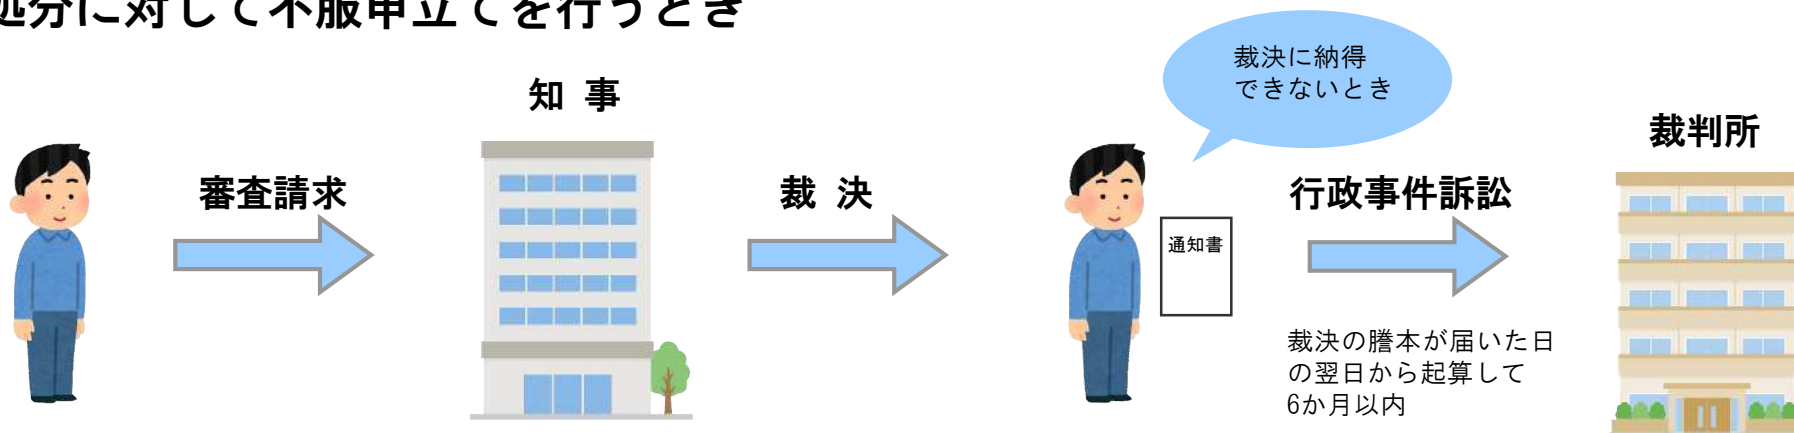 処分に対して不服申立てを行うとき
知 事
審査請求
裁 決
裁決に納得
できないとき
通知書
行政事件訴訟
裁決の謄本が届いた日
の翌日から起算して
6か月以内
裁判所